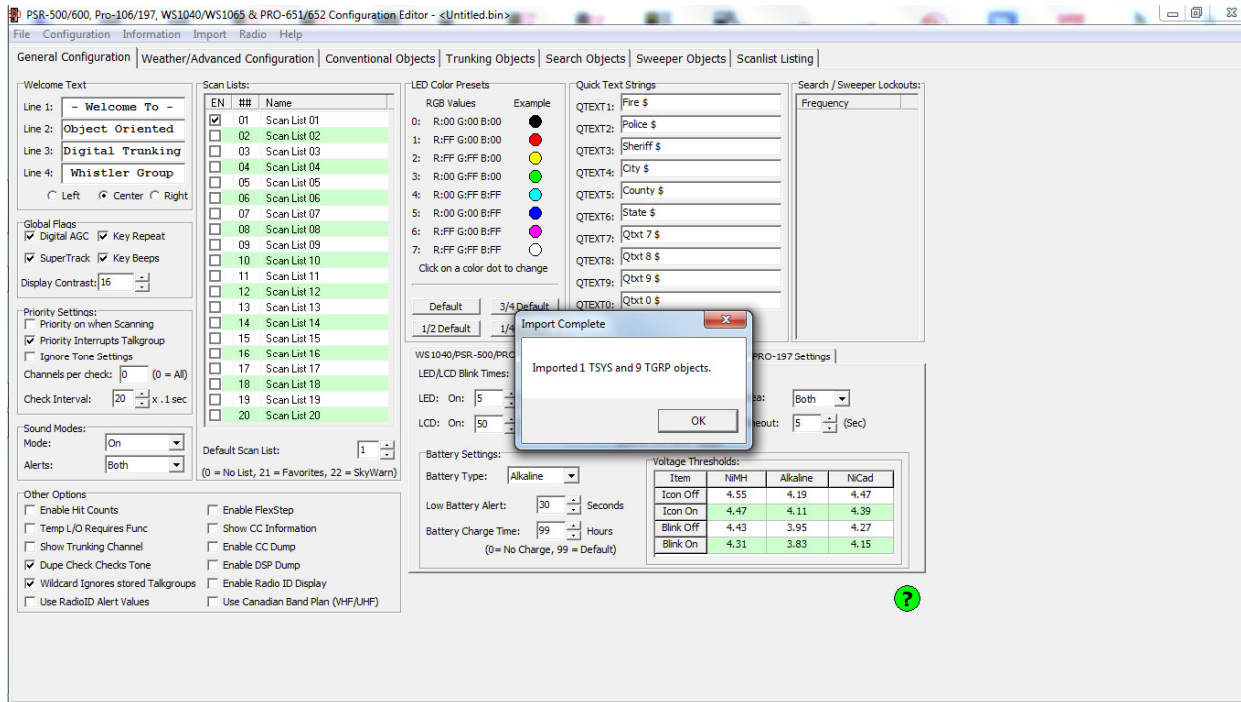 PSR-500/600, Pro-106/197, WS1040/WS1065 & PRO-651/652 Configuration Editor - <Untitled.bin>
File Configuration Information Import Radio Help
General Configuration Weather/Advanced Configuration Conventional Objects Trunking Objects Search Objects Sweeper Objects Scanlist Listing
Welcome Text
Line 1: - Welcome To -
Line 2: Object Oriented
Line 3: Digital Trunking
Line 4: Whistler Group
Left Center Right
Global Flags
Digital AGC Key Repeat
SuperTrack Key Beeps
Display Contrast: 16
Priority Settings:
Priority on when Scanning
Priority Interrupts Talkgroup
Ignore Tone Settings
Channels per check: 0 (0 = All)
Check Interval: 20 x .1 sec
Sound Modes:
Mode: On
Alerts: Both
Scan Lists:
EN ## Name
01 Scan List 01
02 Scan List 02
03 Scan List 03
04 Scan List 04
05 Scan List 05
06 Scan List 06
07 Scan List 07
08 Scan List 08
09 Scan List 09
10 Scan List 10
11 Scan List 11
12 Scan List 12
13 Scan List 13
14 Scan List 14
15 Scan List 15
16 Scan List 16
17 Scan List 17
18 Scan List 18
19 Scan List 19
20 Scan List 20
Default Scan List: 1
(0 = No List, 21 = Favorites, 22 = SkyWarn)
Other Options
Enable Hit Counts Enable FlexStep
Temp L/O Requires Func Show CC Information
Show Trunking Channel Enable CC Dump
Dupe Check Checks Tone Enable DSP Dump
Wildcard Ignores stored Talkgroups Enable Radio ID Display
Use RadioID Alert Values Use Canadian Band Plan (VHF/UHF)
LED Color Presets
RGB Values Example
0: R:00 G:00 B:00
1: R:FF G:00 B:00
2: R:FF G:FF B:00
3: R:00 G:FF B:00
4: R:00 G:FF B:FF
5: R:00 G:00 B:FF
6: R:FF G:00 B:FF
7: R:FF G:FF B:FF
Click on a color dot to change
Default 3/4 Default
1/2 Default 1/4
Quick Text Strings
QTEXT1: Fire $
QTEXT2: Police $
QTEXT3: Sheriff $
QTEXT4: City $
QTEXT5: County $
QTEXT6: State $
QTEXT7: Qtxt 7 $
QTEXT8: Qtxt 8 $
QTEXT9: Qtxt 9 $
QTEXT0: Qtxt 0 $
Search / Sweeper Lockouts:
Frequency
Import Complete
Imported 1 TSYS and 9 TGRP objects.
OK
WS1040/PSR-500/PRO PRO-197 Settings
LED/LCD Blink Times:
LED: On: 5 Both
LCD: On: 50 5 (Sec)
Battery Settings:
Battery Type: Alkaline
Low Battery Alert: 30 Seconds
Battery Charge Time: 99 Hours
(0= No Charge, 99 = Default)
Voltage Thresholds:
Item NiMH Alkaline NiCad
Icon Off 4.55 4.19 4.47
Icon On 4.47 4.11 4.39
Blink Off 4.43 3.95 4.27
Blink On 4.31 3.83 4.15
?